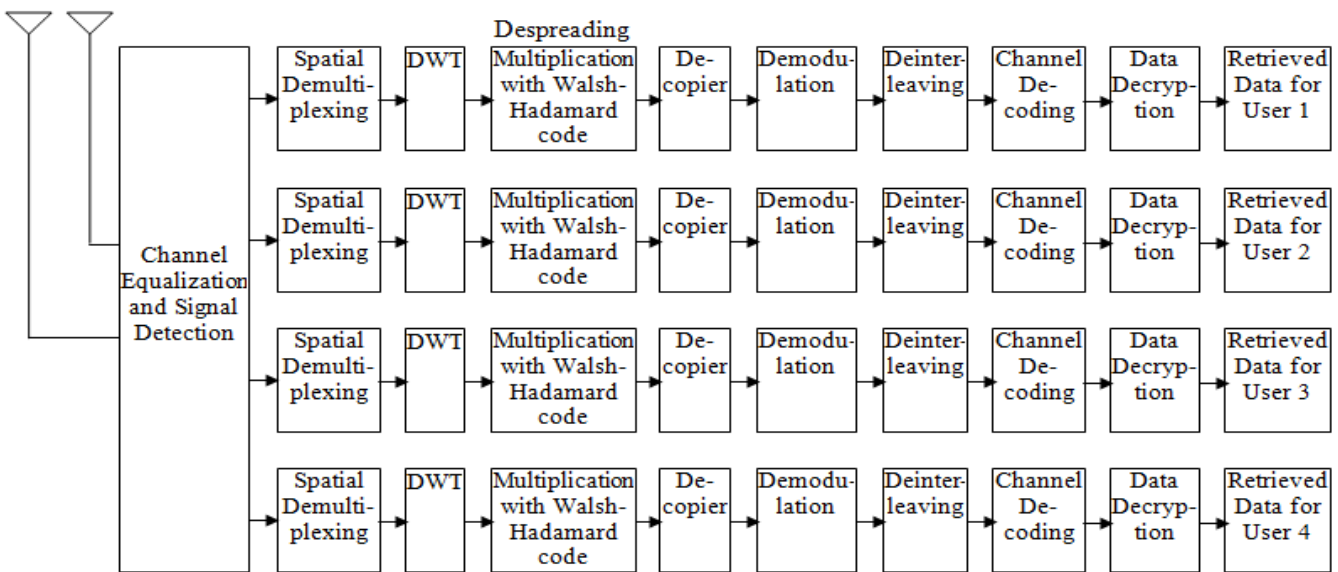 Despreading
Spatial
Demulti-
plexing
DWT
Multiplication
with Walsh-
Hadamard
code
De-
copier
Demodu-
lation
Deinter-
leaving
Channel
De-
coding
Data
Decryp-
tion
Retrieved
Data for
User 1
Channel
Equalization
and Signal
Detection
Spatial
Demulti-
plexing
DWT
Multiplication
with Walsh-
Hadamard
code
De-
copier
Demodu-
lation
Deinter-
leaving
Channel
De-
coding
Data
Decryp-
tion
Retrieved
Data for
User 2
Spatial
Demulti-
plexing
DWT
Multiplication
with Walsh-
Hadamard
code
De-
copier
Demodu-
lation
Deinter-
leaving
Channel
De-
coding
Data
Decryp-
tion
Retrieved
Data for
User 3
Spatial
Demulti-
plexing
DWT
Multiplication
with Walsh-
Hadamard
code
De-
copier
Demodu-
lation
Deinter-
leaving
Channel
De-
coding
Data
Decryp-
tion
Retrieved
Data for
User 4